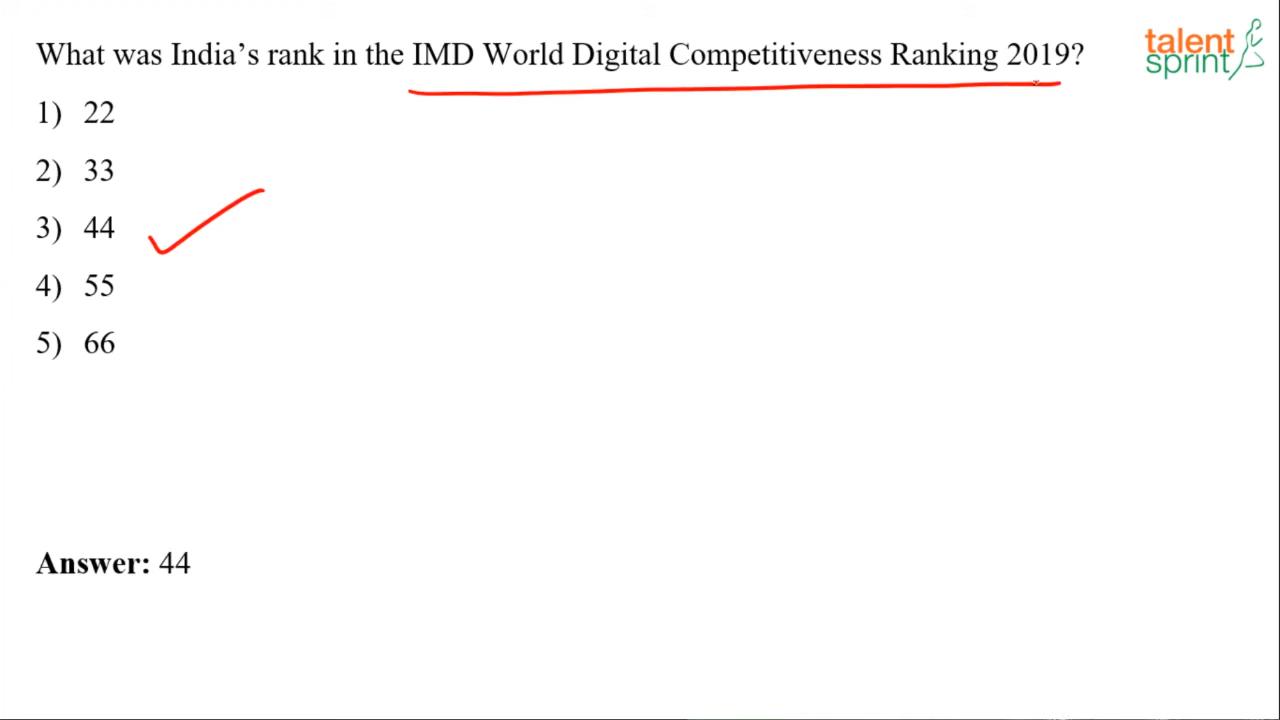 What was India’s rank in the IMD World Digital Competitiveness Ranking 2019?
talent
sprint
1) 22
2) 33
3) 44
4) 55
5) 66
Answer: 44